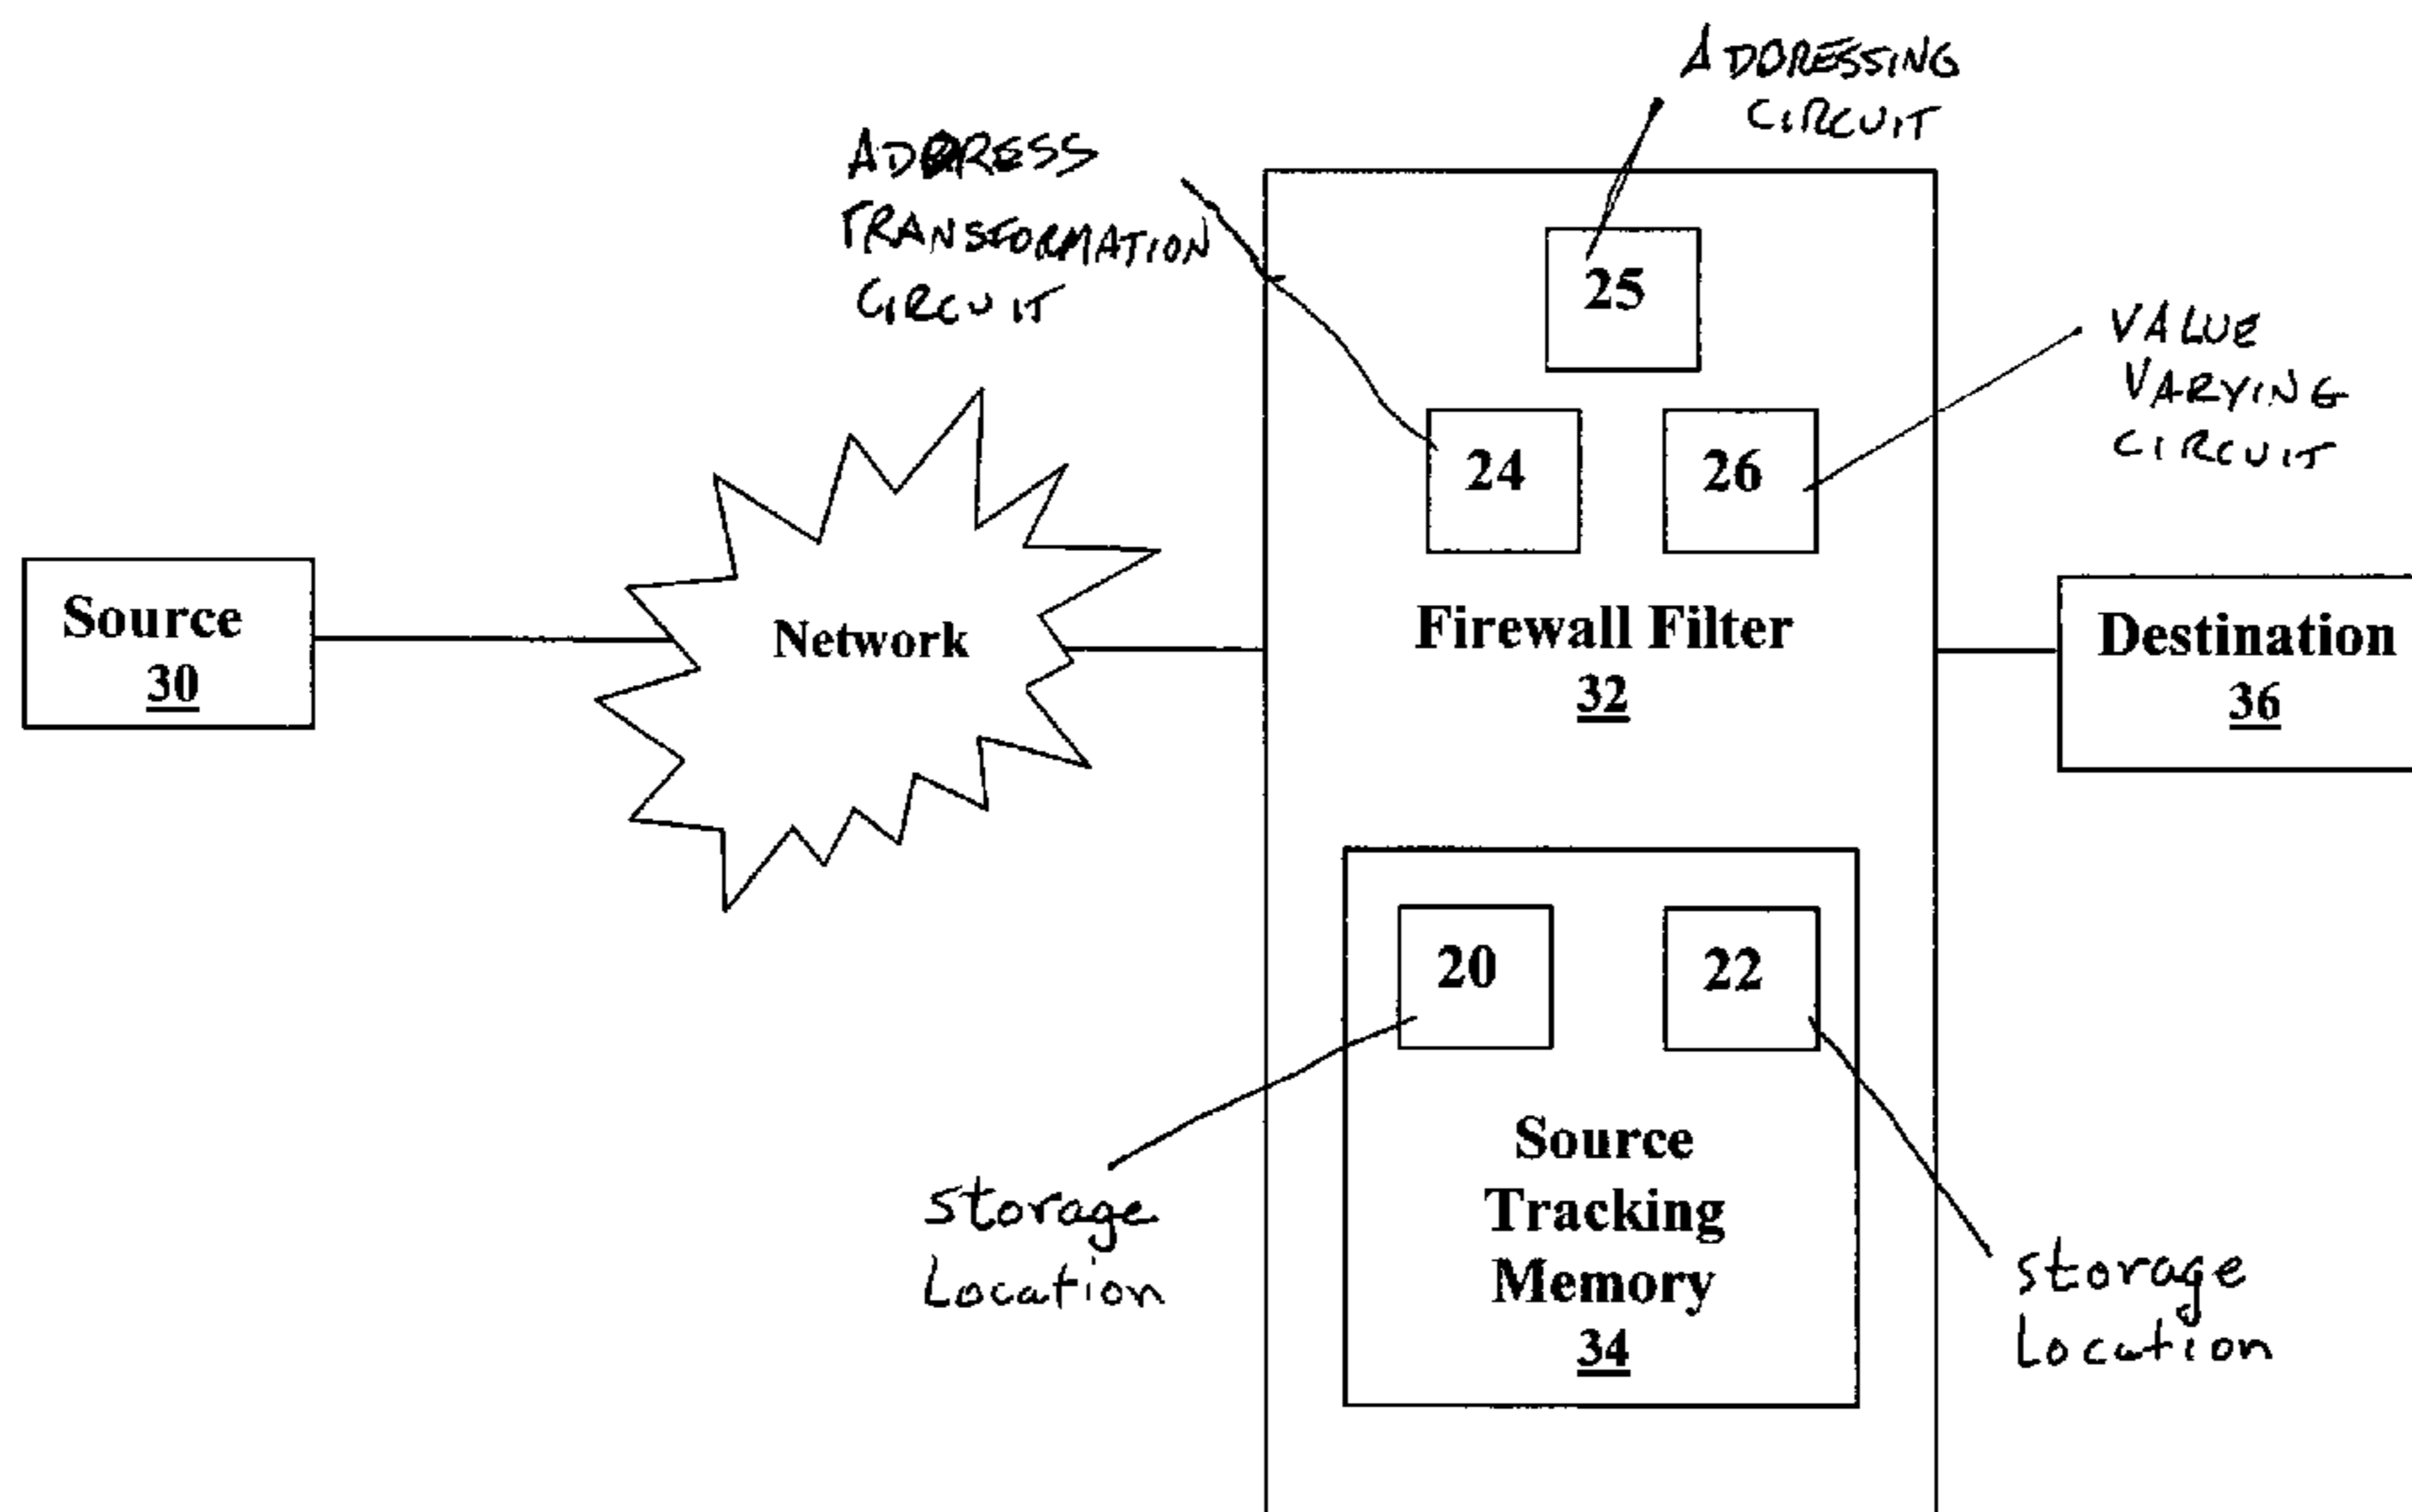 ADDRESSING
CIRCUIT
ADDRESS
TRANSFORMATION
CIRCUIT
25
VALUE
VARYING
CIRCUIT
24
26
Source
30
Network
Firewall Filter
32
Destination
36
20
22
Source
Tracking
Memory
34
Storage
Location
Storage
Location